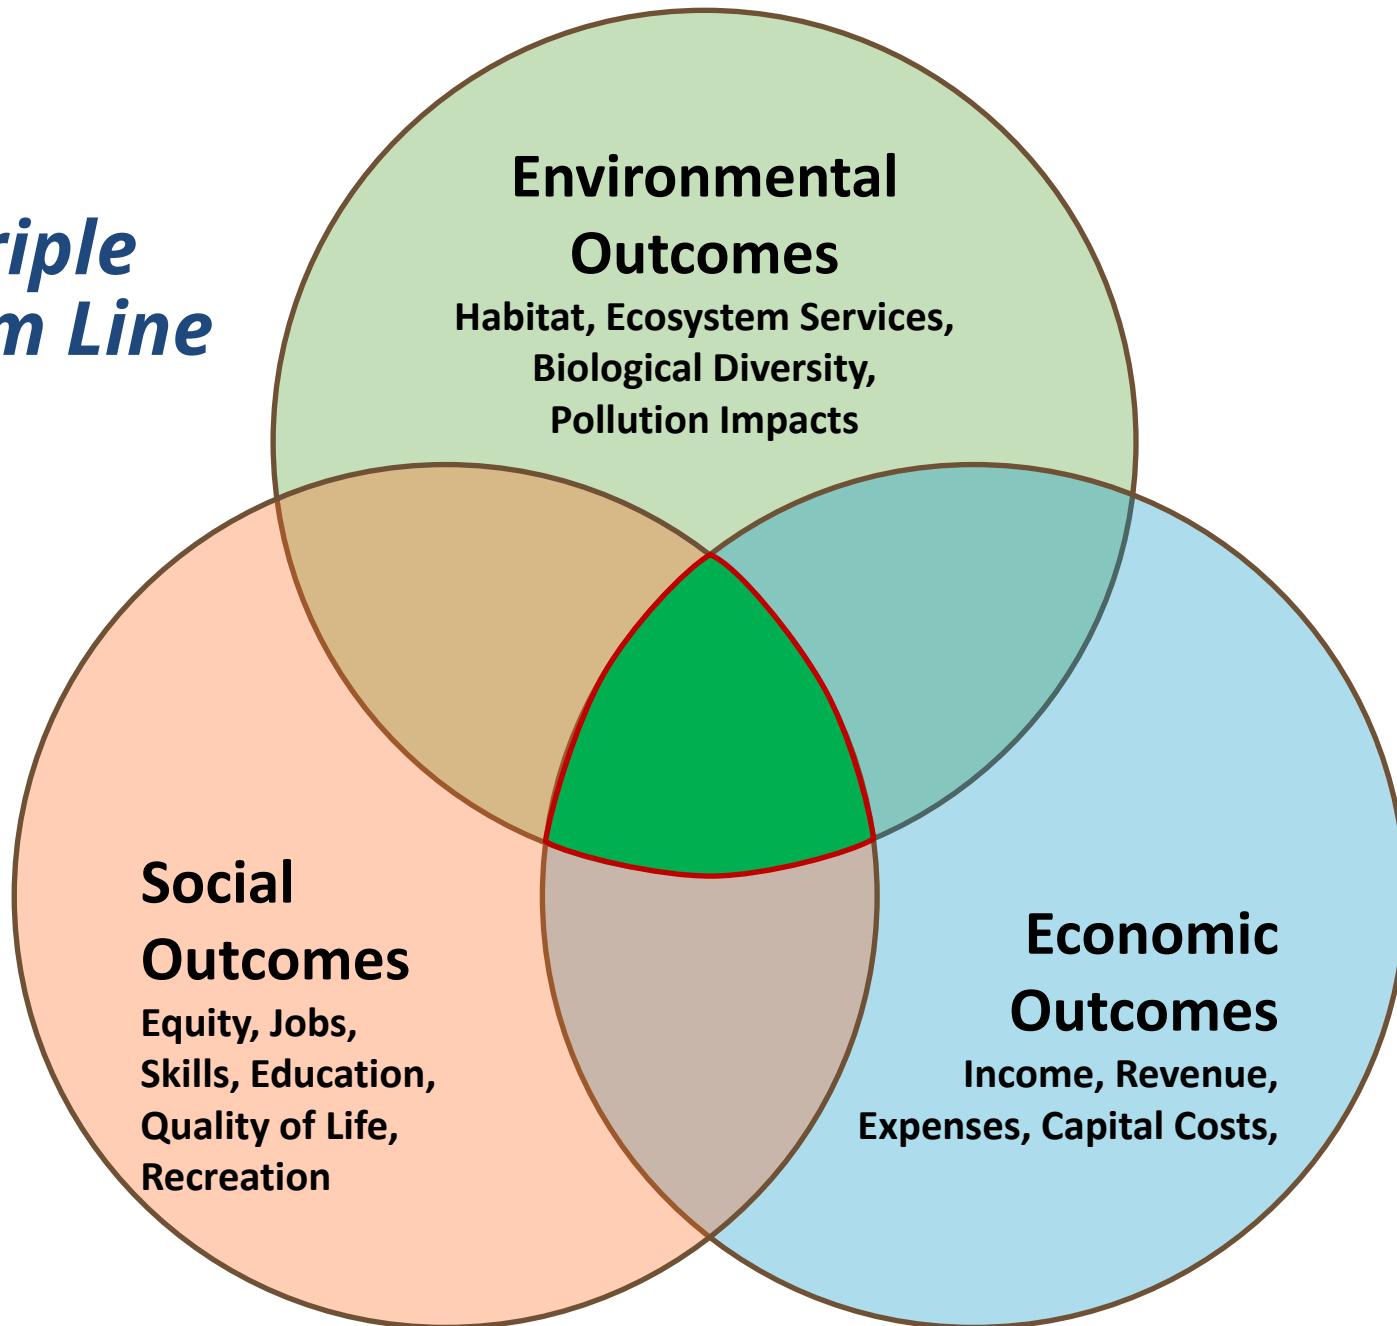 riple
m Line
Environmental
Outcomes
Habitat, Ecosystem Services,
Biological Diversity,
Pollution Impacts
Social
Outcomes
Equity, Jobs,
Skills, Education,
Quality of Life,
Recreation
Economic
Outcomes
Income, Revenue,
Expenses, Capital Costs,